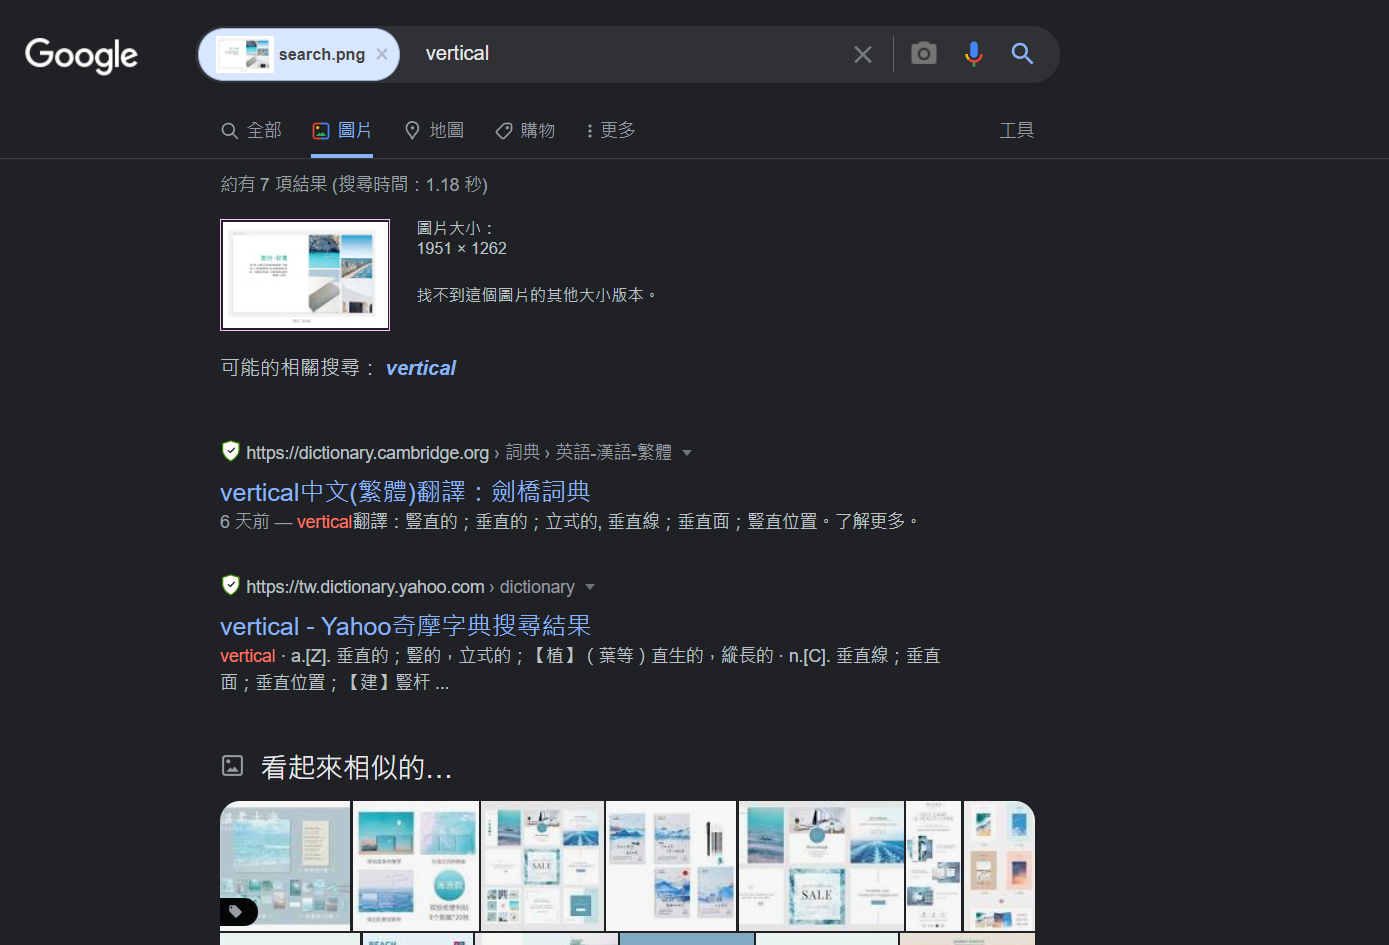 Google
search.png
vertical
全部
圖片
地圖
購物
更多
工具
約有 7 項結果 (搜尋時間：1.18 秒)
圖片大小：
1951 × 1262
找不到這個圖片的其他大小版本。
可能的相關搜尋： vertical
https://dictionary.cambridge.org › 詞典 › 英語-漢語-繁體
vertical中文(繁體)翻譯：劍橋詞典
6 天前 — vertical翻譯：豎直的；垂直的；立式的, 垂直線；垂直面；豎直位置。了解更多。
https://tw.dictionary.yahoo.com › dictionary
vertical - Yahoo奇摩字典搜尋結果
vertical · a.[Z]. 垂直的；豎的，立式的；【植】（葉等）直生的，縱長的 · n.[C]. 垂直線；垂直
面；垂直位置；【建】豎杆 ...
看起來相似的…
海浪款
SALE
SALE
BEACH